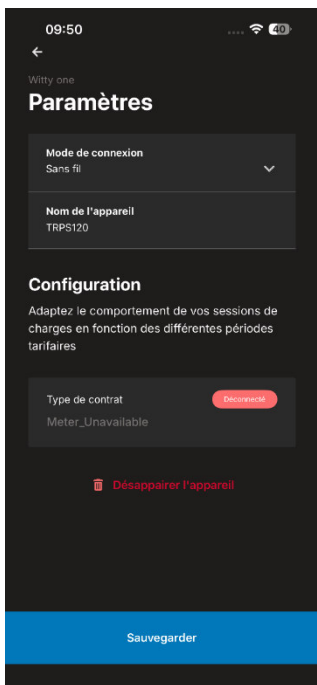 09:50
40
Witty one
Paramètres
Mode de connexion
Sans fil
Nom de l'appareil
TRPS120
Configuration
Adaptez le comportement de vos sessions de
charges en fonction des différentes périodes
tarifaires
Type de contrat
Déconnecté
Meter_Unavailable
Désappairer l'appareil
Sauvegarder